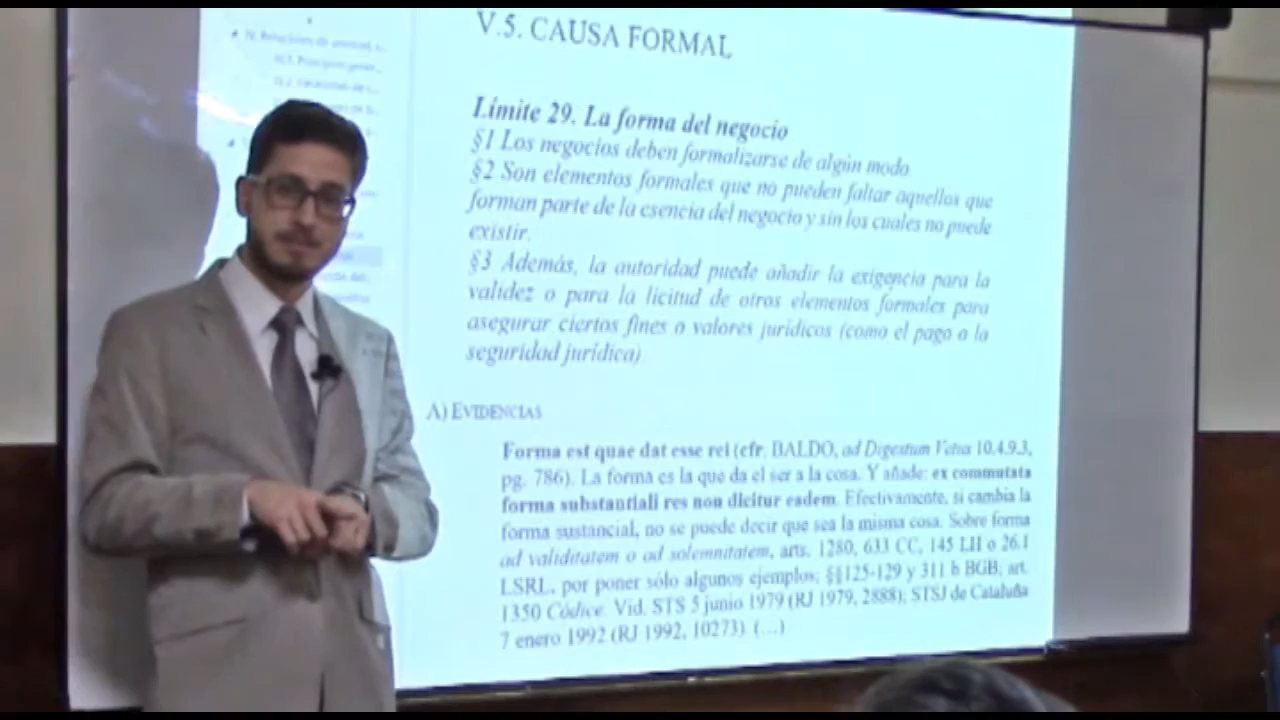 V.5. CAUSA FORMAL
Límite 29. La forma del negocio
§1 Los negocios deben formalizarse de algún modo.
§2 Son elementos formales que no pueden faltar aquellos que
forman parte de la esencia del negocio y sin los cuales no puede
existir.
§3 Además, la autoridad puede añadir la exigencia para la
validez o para la licitud de otros elementos formales para
asegurar ciertos fines o valores jurídicos (como el pago o la
seguridad jurídica)
A) EVIDENCIAS
Forma est quae dat esse rei (cfr. BALDO, ad Digestum Vetus 10.4.9.3,
pg. 786). La forma es la que da el ser a la cosa. Y añade: ex commutata
forma substantiali res non dicitur eadem. Efectivamente, si cambia la
forma sustancial, no se puede decir que sea la misma cosa. Sobre forma
ad validitatem o ad solemnitatem, arts. 1280, 633 CC, 145 LH o 26.1
LSRL, por poner sólo algunos ejemplos; §§125-129 y 311 b BGB; art.
1350 Códice. Vid. STS 5 junio 1979 (RJ 1979, 2888); STSJ de Cataluña
7 enero 1992 (RJ 1992, 10273). (…)